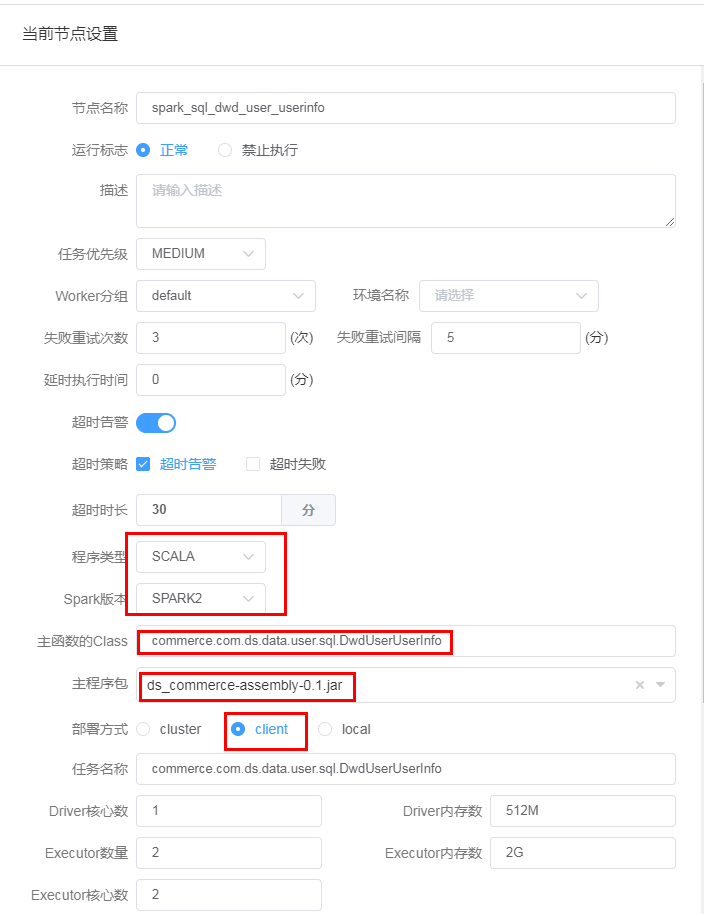 当前节点设置
节点名称 spark_sql_dwd_user_userinfo
运行标志 正常 禁止执行
描述 请输入描述
任务优先级 MEDIUM
Worker分组 default 环境名称 请选择
失败重试次数 3 (次) 失败重试间隔 5 (分)
延时执行时间 0 (分)
超时告警
超时策略 超时告警 超时失败
超时时长 30 分
程序类型 SCALA
Spark版本 SPARK2
主函数的Class commerce.com.ds.data.user.sql.DwdUserUserInfo
主程序包 ds_commerce-assembly-0.1.jar
部署方式 cluster client local
任务名称 commerce.com.ds.data.user.sql.DwdUserUserInfo
Driver核心数 1 Driver内存数 512M
Executor数量 2 Executor内存数 2G
Executor核心数 2